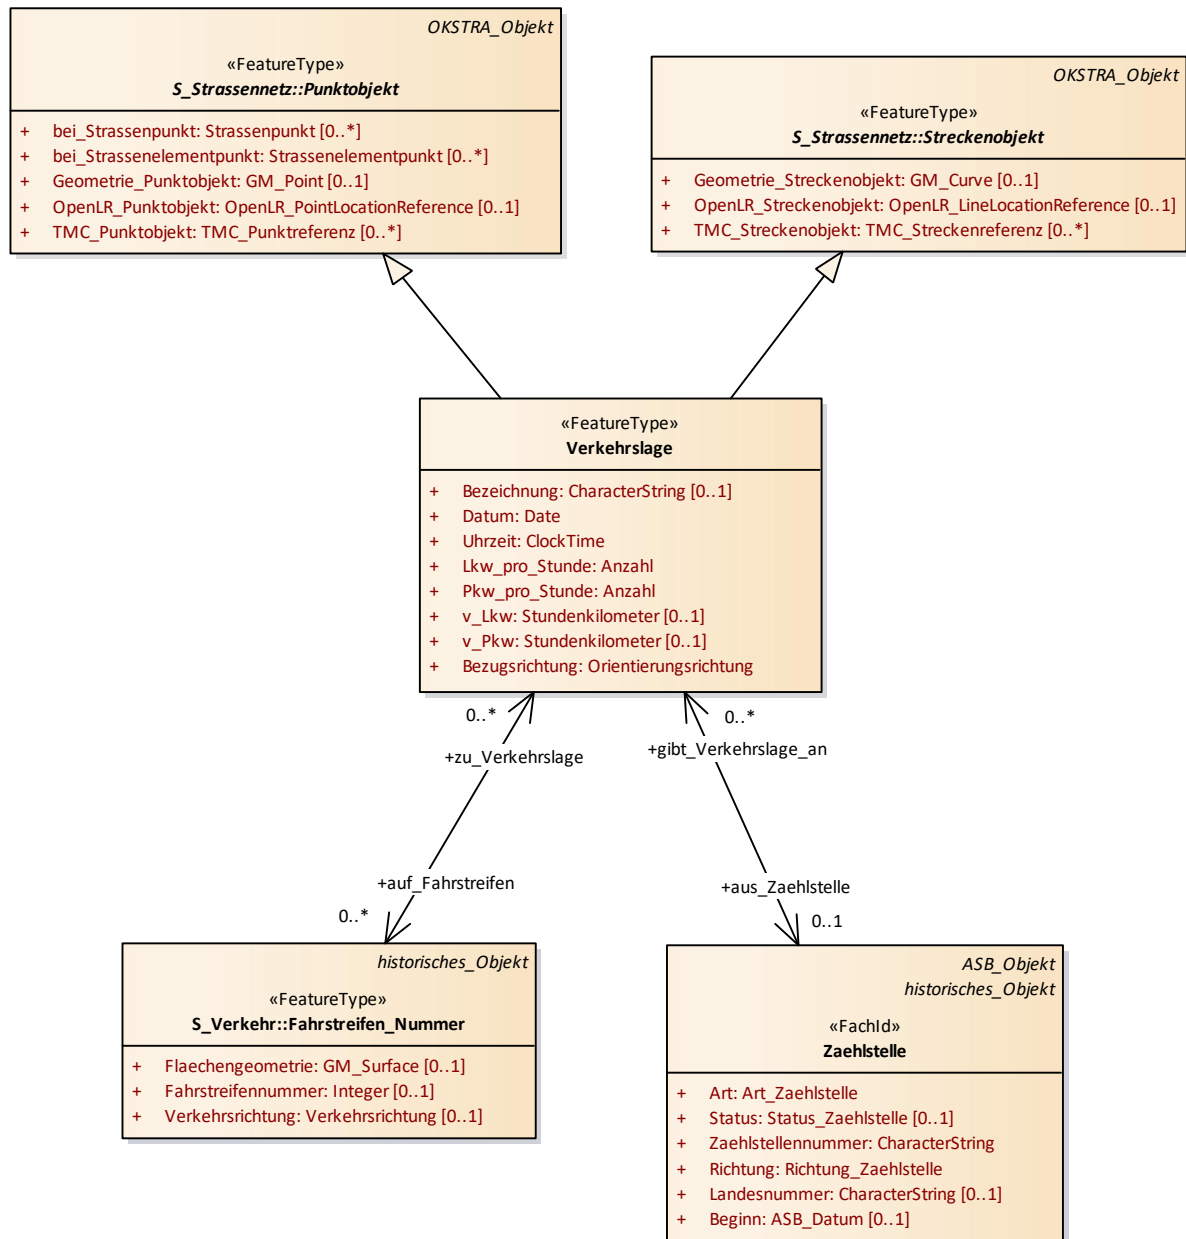 OKSTRA_Objekt
«FeatureType»
S_Strassennetz::Punktobjekt
+ bei_Strassenpunkt: Strassenpunkt [0..*]
+ bei_Strassenelementpunkt: Strassenelementpunkt [0..*]
+ Geometrie_Punktobjekt: GM_Point [0..1]
+ OpenLR_Punktobjekt: OpenLR_PointLocationReference [0..1]
+ TMC_Punktobjekt: TMC_Punktreferenz [0..*]
OKSTRA_Objekt
«FeatureType»
S_Strassennetz::Streckenobjekt
+ Geometrie_Streckenobjekt: GM_Curve [0..1]
+ OpenLR_Streckenobjekt: OpenLR_LineLocationReference [0..1]
+ TMC_Streckenobjekt: TMC_Streckenreferenz [0..*]
«FeatureType»
Verkehrslage
+ Bezeichnung: CharacterString [0..1]
+ Datum: Date
+ Uhrzeit: ClockTime
+ Lkw_pro_Stunde: Anzahl
+ Pkw_pro_Stunde: Anzahl
+ v_Lkw: Stundenkilometer [0..1]
+ v_Pkw: Stundenkilometer [0..1]
+ Bezugsrichtung: Orientierungsrichtung
0..*
+zu_Verkehrslage
0..*
+gibt_Verkehrslage_an
+auf_Fahrstreifen
0..*
+aus_Zaehlstelle
0..1
historisches_Objekt
«FeatureType»
S_Verkehr::Fahrstreifen_Nummer
+ Flaechengeometrie: GM_Surface [0..1]
+ Fahrstreifennummer: Integer [0..1]
+ Verkehrsrichtung: Verkehrsrichtung [0..1]
ASB_Objekt
historisches_Objekt
«FachId»
Zaehlstelle
+ Art: Art_Zaehlstelle
+ Status: Status_Zaehlstelle [0..1]
+ Zaehlstellennummer: CharacterString
+ Richtung: Richtung_Zaehlstelle
+ Landesnummer: CharacterString [0..1]
+ Beginn: ASB_Datum [0..1]